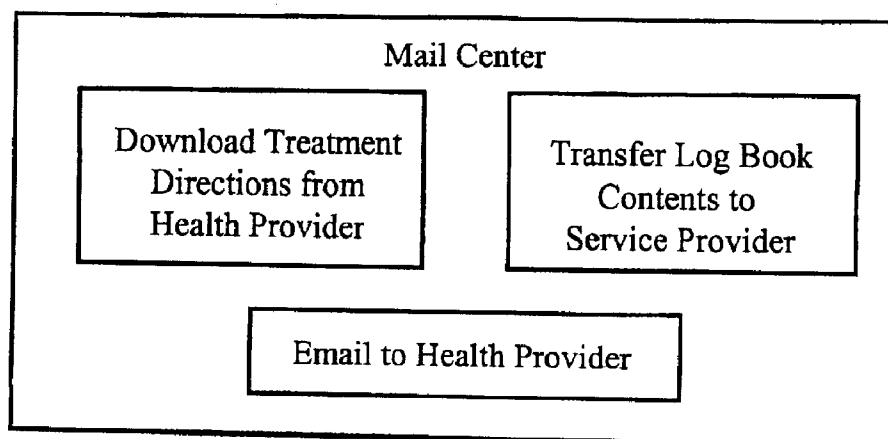 Mail Center
Download Treatment
Directions from
Health Provider
Transfer Log Book
Contents to
Service Provider
Email to Health Provider